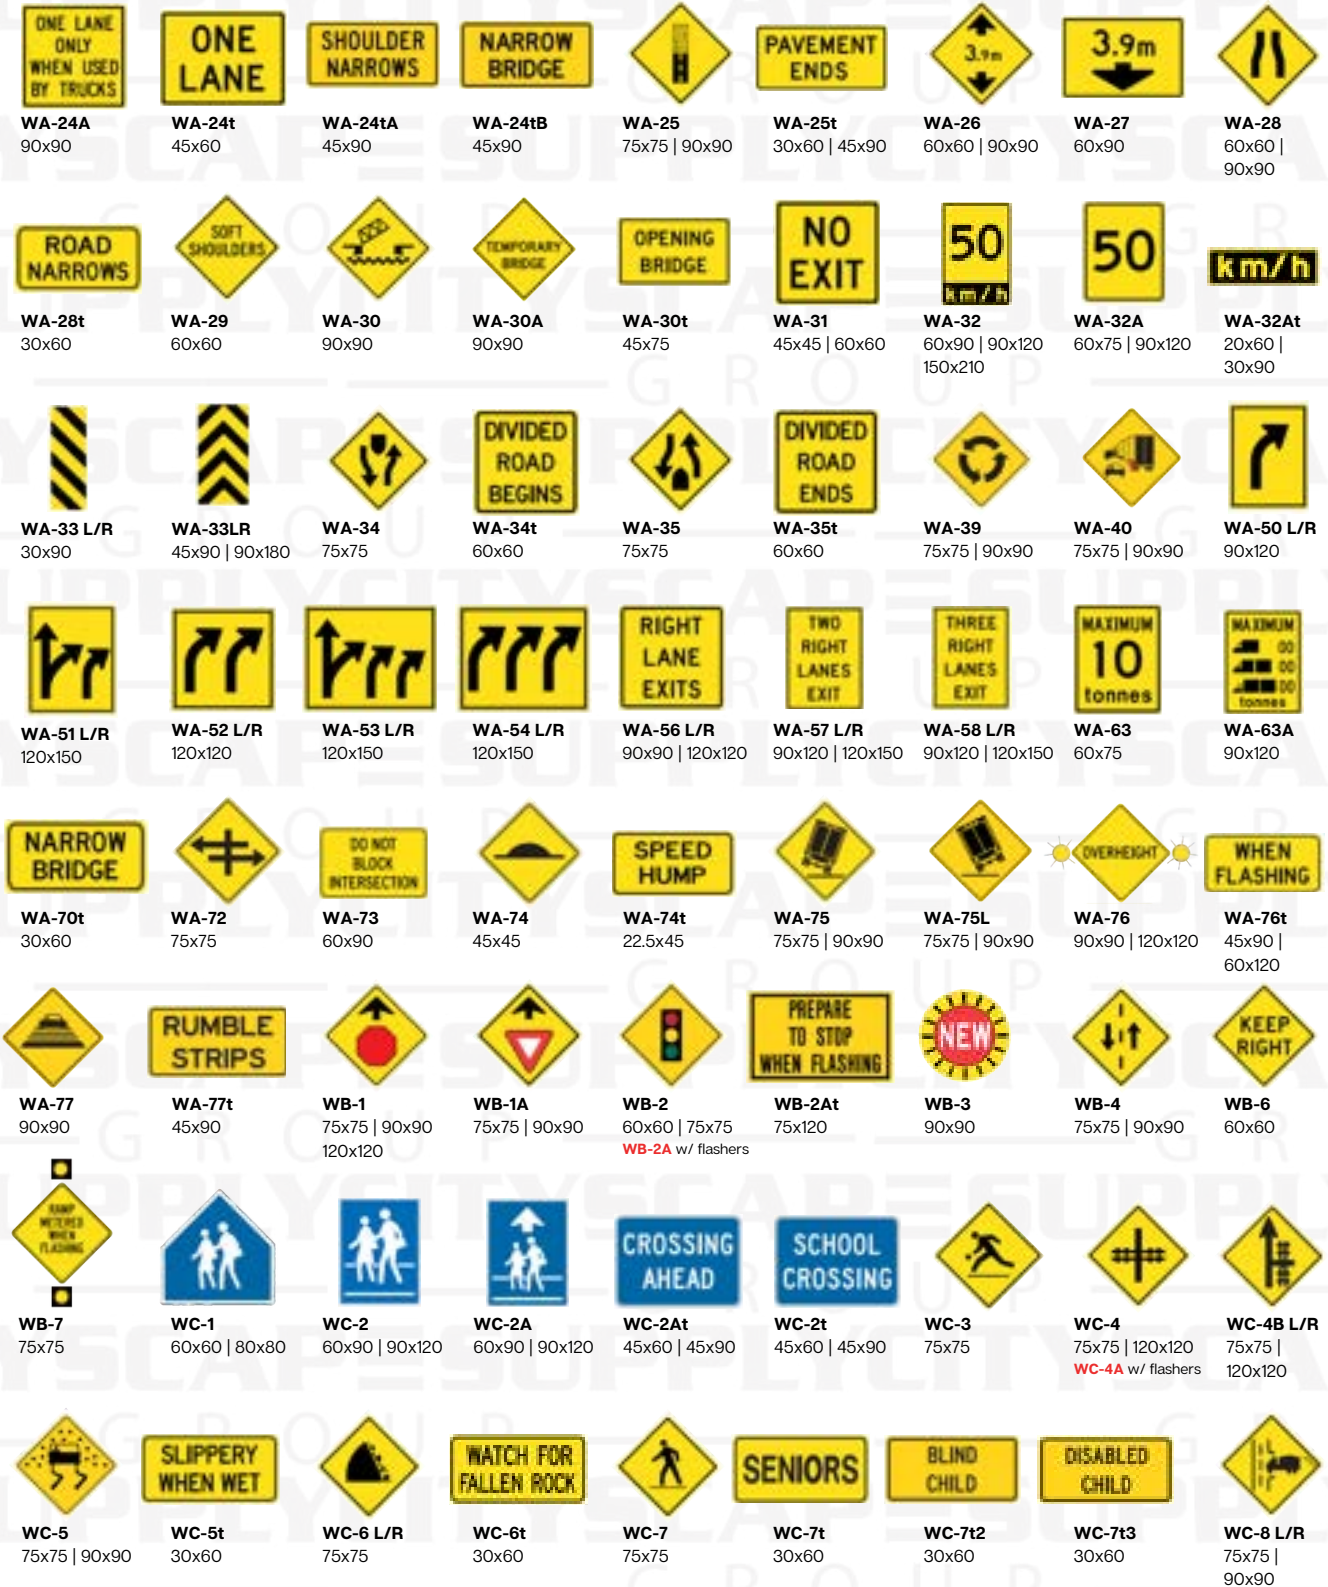 ONE LANE
ONLY
WHEN USED
BY TRUCKS
WA-24A
90x90
ONE
LANE
WA-24t
45x60
SHOULDER
NARROWS
WA-24tA
45x90
NARROW
BRIDGE
WA-24tB
45x90
WA-25
75x75 | 90x90
PAVEMENT
ENDS
WA-25t
30x60 | 45x90
3.9m
WA-26
60x60 | 90x90
3.9m
WA-27
60x90
WA-28
60x60 |
90x90
ROAD
NARROWS
WA-28t
30x60
SOFT
SHOULDERS
WA-29
60x60
WA-30
90x90
TEMPORARY
BRIDGE
WA-30A
90x90
OPENING
BRIDGE
WA-30t
45x75
NO
EXIT
WA-31
45x45 | 60x60
50
km/h
WA-32
60x90 | 90x120
150x210
50
WA-32A
60x75 | 90x120
km/h
WA-32At
20x60 |
30x90
WA-33 L/R
30x90
WA-33LR
45x90 | 90x180
WA-34
75x75
DIVIDED
ROAD
BEGINS
WA-34t
60x60
WA-35
75x75
DIVIDED
ROAD
ENDS
WA-35t
60x60
WA-39
75x75 | 90x90
WA-40
75x75 | 90x90
WA-50 L/R
90x120
WA-51 L/R
120x150
WA-52 L/R
120x120
WA-53 L/R
120x150
WA-54 L/R
120x150
RIGHT
LANE
EXITS
WA-56 L/R
90x90 | 120x120
TWO
RIGHT
LANES
EXIT
WA-57 L/R
90x120 | 120x150
THREE
RIGHT
LANES
EXIT
WA-58 L/R
90x120 | 120x150
MAXIMUM
10
tonnes
WA-63
60x75
MAXIMUM
00
00
00
tonnes
WA-63A
90x120
NARROW
BRIDGE
WA-70t
30x60
WA-72
75x75
DO NOT
BLOCK
INTERSECTION
WA-73
60x90
WA-74
45x45
SPEED
HUMP
WA-74t
22.5x45
WA-75
75x75 | 90x90
WA-75L
75x75 | 90x90
OVERHEIGHT
WA-76
90x90 | 120x120
WHEN
FLASHING
WA-76t
45x90 |
60x120
WA-77
90x90
RUMBLE
STRIPS
WA-77t
45x90
WB-1
75x75 | 90x90
120x120
WB-1A
75x75 | 90x90
WB-2
60x60 | 75x75
WB-2A w/ flashers
PREPARE
TO STOP
WHEN FLASHING
WB-2At
75x120
NEW
WB-3
90x90
WB-4
75x75 | 90x90
KEEP
RIGHT
WB-6
60x60
RAMP
METERED
WHEN
FLASHING
WB-7
75x75
WC-1
60x60 | 80x80
WC-2
60x90 | 90x120
WC-2A
60x90 | 90x120
CROSSING
AHEAD
WC-2At
45x60 | 45x90
SCHOOL
CROSSING
WC-2t
45x60 | 45x90
WC-3
75x75
WC-4
75x75 | 120x120
WC-4A w/ flashers
WC-4B L/R
75x75 |
120x120
WC-5
75x75 | 90x90
SLIPPERY
WHEN WET
WC-5t
30x60
WC-6 L/R
75x75
WATCH FOR
FALLEN ROCK
WC-6t
30x60
WC-7
75x75
SENIORS
WC-7t
30x60
BLIND
CHILD
WC-7t2
30x60
DISABLED
CHILD
WC-7t3
30x60
WC-8 L/R
75x75 |
90x90